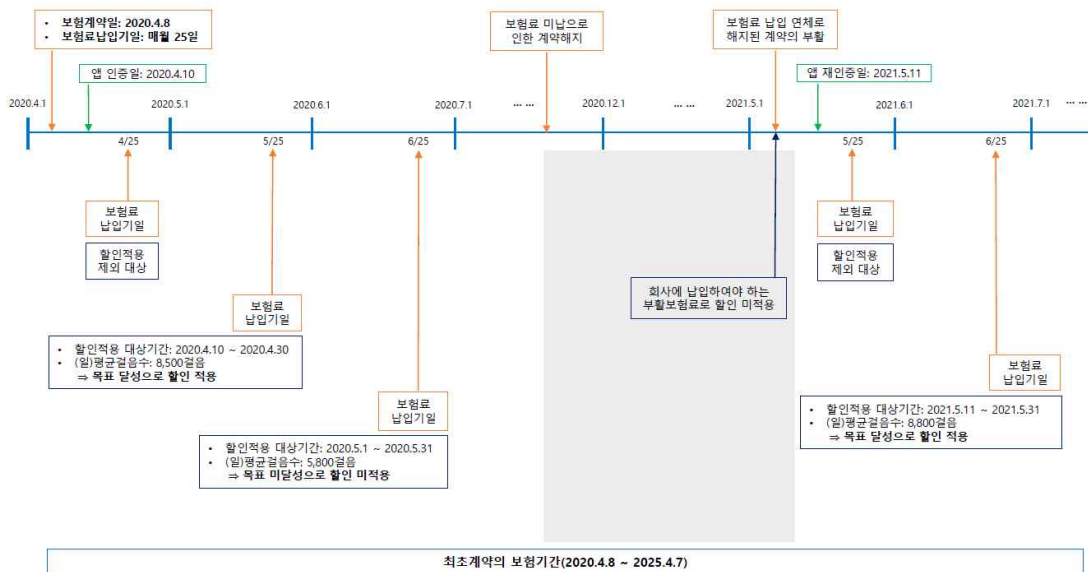 • 보험계약일: 2020.4.8
• 보험료납입기일: 매월 25일
보험료 미납으로
인한 계약해지
보험료 납입 연체로
해지된 계약의 부활
앱 인증일: 2020.4.10
앱 재인증일: 2021.5.11
2020.4.1
2020.5.1
2020.6.1
2020.7.1
... ...
2020.12.1
... ...
2021.5.1
2021.6.1
2021.7.1
... ...
4/25
5/25
6/25
5/25
6/25
보험료
납입기일
할인적용
제외 대상
보험료
납입기일
할인적용
제외 대상
회사에 납입하여야 하는
부활보험료로 할인 미적용
보험료
납입기일
• 할인적용 대상기간: 2020.4.10 ~ 2020.4.30
• (일)평균걸음수: 8,500걸음
⇒ 목표 달성으로 할인 적용
보험료
납입기일
• 할인적용 대상기간: 2020.5.1 ~ 2020.5.31
• (일)평균걸음수: 5,800걸음
⇒ 목표 미달성으로 할인 미적용
보험료
납입기일
• 할인적용 대상기간: 2021.5.11 ~ 2021.5.31
• (일)평균걸음수: 8,800걸음
⇒ 목표 달성으로 할인 적용
최초계약의 보험기간(2020.4.8 ~ 2025.4.7)